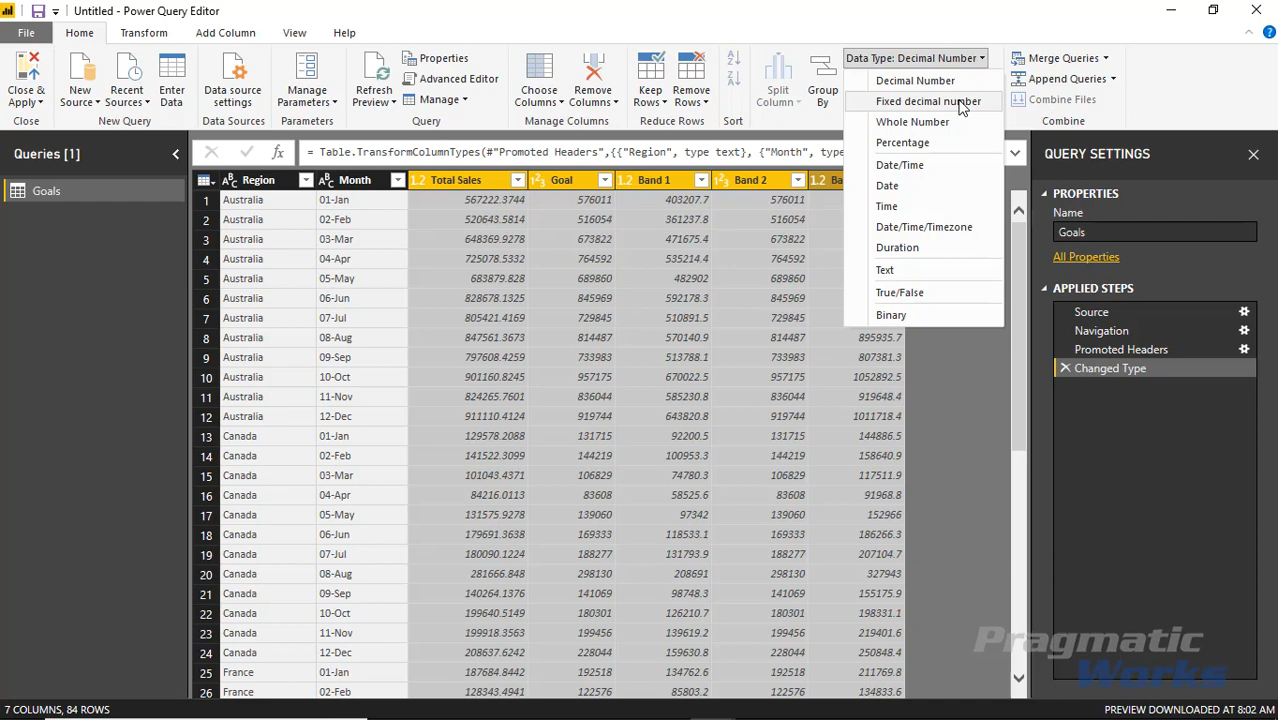 Untitled - Power Query Editor
File Home Transform Add Column View Help
Close & Apply
New Source
Recent Sources
Data source settings
Manage Parameters
Refresh Preview
Properties
Advanced Editor
Manage
Choose Columns
Remove Columns
Keep Rows
Remove Rows
Split Column
Group By
Data Type: Decimal Number
Merge Queries
Append Queries
Combine Files
Close
New Query
Data Sources
Parameters
Query
Manage Columns
Reduce Rows
Sort
Combine
Decimal Number
Fixed decimal number
Whole Number
Percentage
Date/Time
Date
Time
Date/Time/Timezone
Duration
Text
True/False
Binary
Queries [1]
Goals
= Table.TransformColumnTypes(#"Promoted Headers",{{"Region", type text}, {"Month", type
Region Month 1.2 Total Sales Goal 1.2 Band 1 Band 2 1.2 Ba
1 Australia 01-Jan 567222.3744 576011 403207.7 576011
2 Australia 02-Feb 520643.5814 516054 361237.8 516054
3 Australia 03-Mar 648369.9278 673822 471675.4 673822
4 Australia 04-Apr 725078.5332 764592 535214.4 764592
5 Australia 05-May 683879.828 689860 482902 689860
6 Australia 06-Jun 828678.1325 845969 592178.3 845969
7 Australia 07-Jul 704218.0628 729845 510891.5 729845
8 Australia 08-Aug 847561.3673 814487 570140.9 814487 895935.7
9 Australia 09-Sep 797608.4259 733983 513788.1 733983 807381.3
10 Australia 10-Oct 901160.8245 957175 670022.5 957175 1052892.5
11 Australia 11-Nov 824265.7601 836044 585230.8 836044 919648.4
12 Australia 12-Dec 911110.4124 919744 643820.8 919744 1011718.4
13 Canada 01-Jan 129578.2088 131715 92200.5 131715 144886.5
14 Canada 02-Feb 141522.3099 144219 100953.3 144219 158640.9
15 Canada 03-Mar 101043.4371 106829 74780.3 106829 117511.9
16 Canada 04-Apr 84216.0113 83608 58525.6 83608 91968.8
17 Canada 05-May 131575.9278 139060 97342 139060 152966
18 Canada 06-Jun 179691.3638 169333 118533.1 169333 186266.3
19 Canada 07-Jul 180090.1224 188277 131793.9 188277 207104.7
20 Canada 08-Aug 281666.848 298130 208691 298130 327943
21 Canada 09-Sep 140264.1376 141069 98748.3 141069 155175.9
22 Canada 10-Oct 199640.5149 180301 126210.7 180301 198331.1
23 Canada 11-Nov 199918.3563 199456 139619.2 199456 219401.6
24 Canada 12-Dec 208637.6242 228044 159630.8 228044 250848.4
25 France 01-Jan 187684.8442 192518 134762.6 192518 211769.8
26 France 02-Feb 128343.4941 122576 85803.2 122576 134833.6
QUERY SETTINGS
PROPERTIES
Name
Goals
All Properties
APPLIED STEPS
Source
Navigation
Promoted Headers
Changed Type
Pragmatic
Works
7 COLUMNS, 84 ROWS
PREVIEW DOWNLOADED AT 8:02 AM